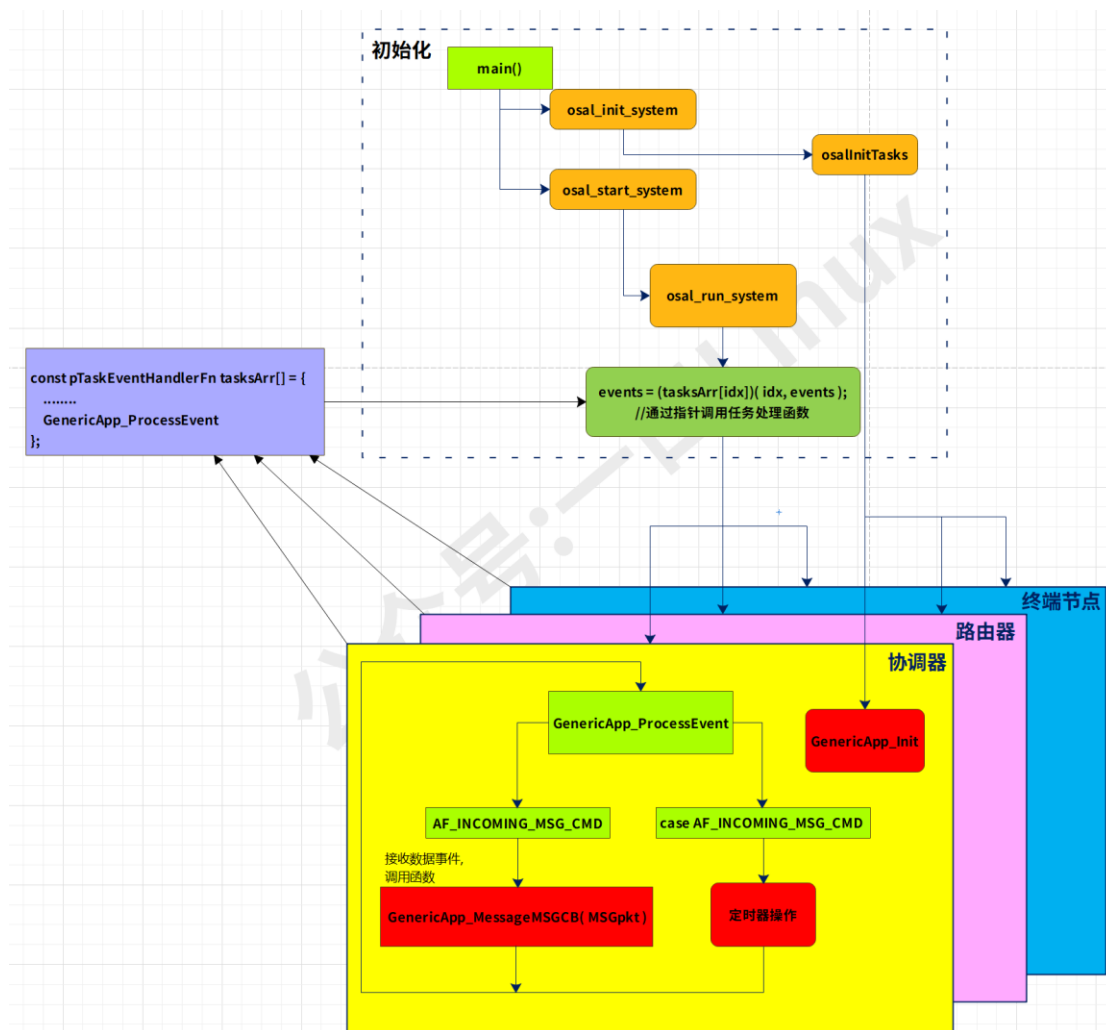 初始化
main()
osal_init_system
osalInitTasks
osal_start_system
osal_run_system
const pTaskEventHandlerFn tasksArr[] = {
........
GenericApp_ProcessEvent
};
events = (tasksArr[idx])( idx, events );
//通过指针调用任务处理函数
终端节点
路由器
协调器
GenericApp_ProcessEvent
GenericApp_Init
AF_INCOMING_MSG_CMD
case AF_INCOMING_MSG_CMD
接收数据事件,
调用函数
GenericApp_MessageMSGCB( MSGpkt )
定时器操作